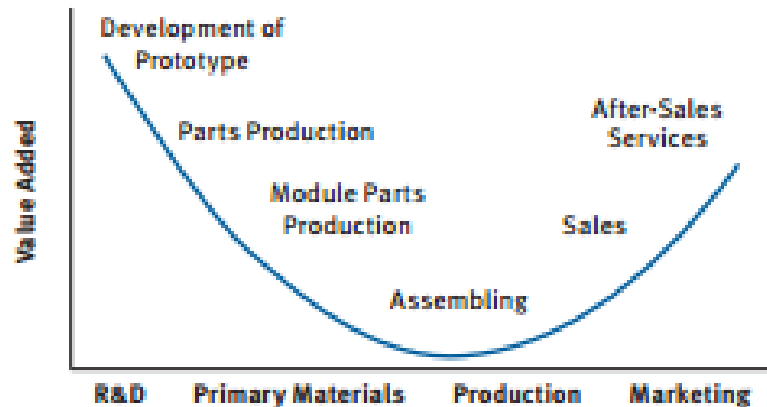 Development of
Prototype
Parts Production
After-Sales
Services
Module Parts
Production
Sales
Assembling
Value Added
R&D Primary Materials Production Marketing